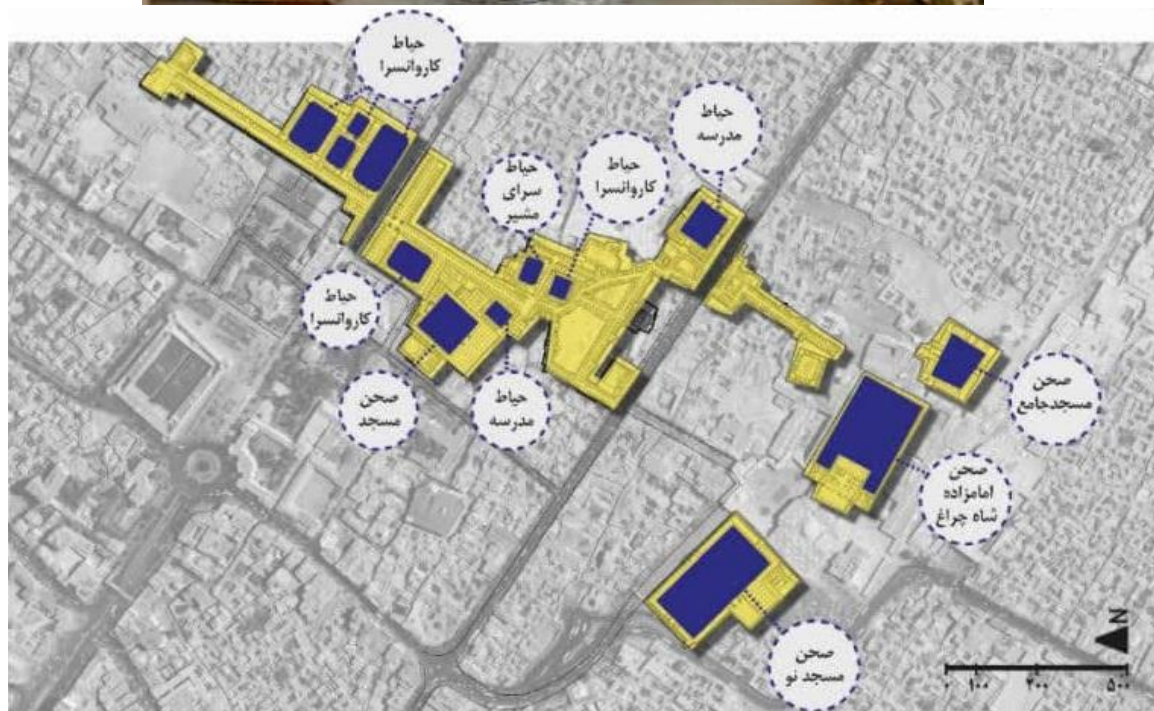 حیاط
کاروانسرا
حیاط
مدرسه
حیاط
کاروانسرا
حیاط
سرای
مشیر
حیاط
کاروانسرا
صحن
مسجد
حیاط
مدرسه
صحن
مسجدجامع
صحن
امامزاده
شاه چراغ
صحن
مسجد نو
N
۰ ۱۰۰ ۲۰۰ ۵۰۰